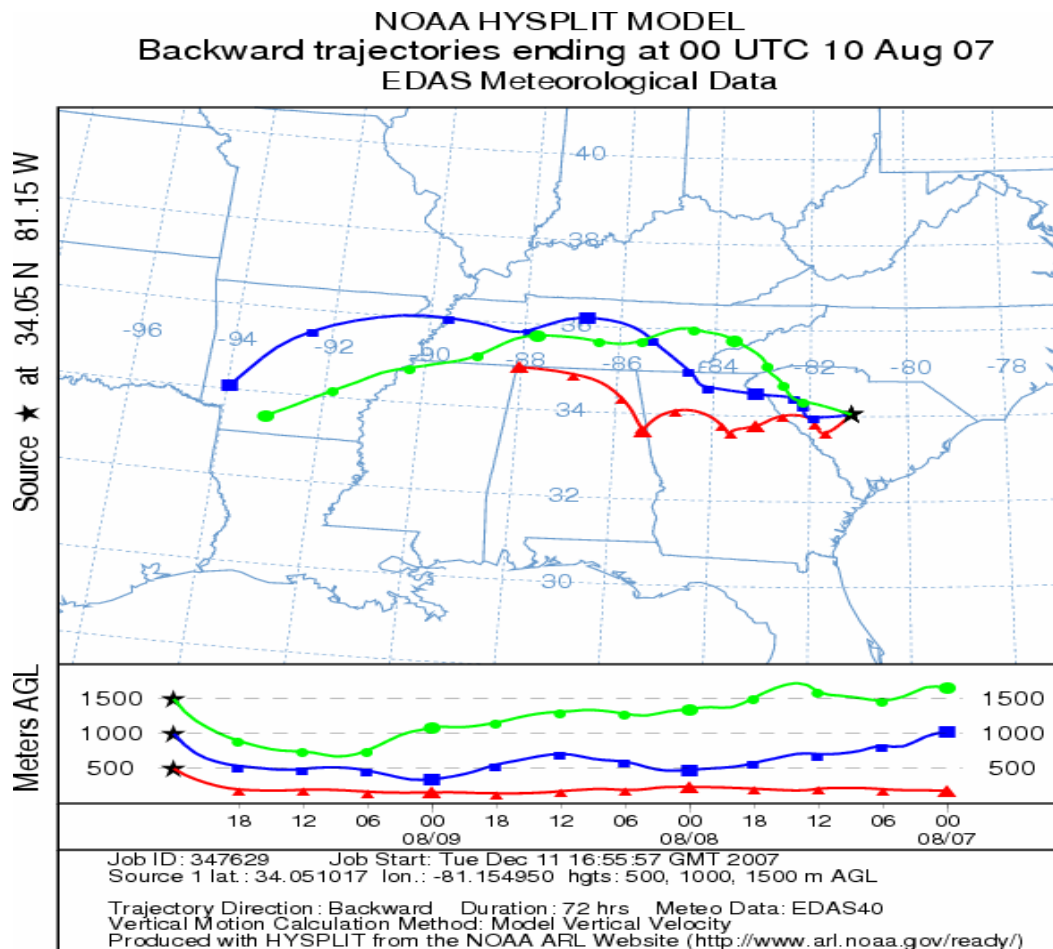 NOAA HYSPLIT MODEL
Backward trajectories ending at 00 UTC 10 Aug 07
EDAS Meteorological Data
Source ★ at 34.05 N 81.15 W
40
38
-96
-94
-92
-90
-88
36
-86
-84
-82
-80
-78
34
32
30
Meters AGL
1500 1500
1000 1000
500 500
18 12 06 00 18 12 06 00 18 12 06 00
08/09 08/08 08/07
Job ID: 347629 Job Start: Tue Dec 11 16:55:57 GMT 2007
Source 1 lat.: 34.051017 lon.: -81.154950 hgts: 500, 1000, 1500 m AGL
Trajectory Direction: Backward Duration: 72 hrs Meteo Data: EDAS40
Vertical Motion Calculation Method: Model Vertical Velocity
Produced with HYSPLIT from the NOAA ARL Website (http://www.arl.noaa.gov/ready/)